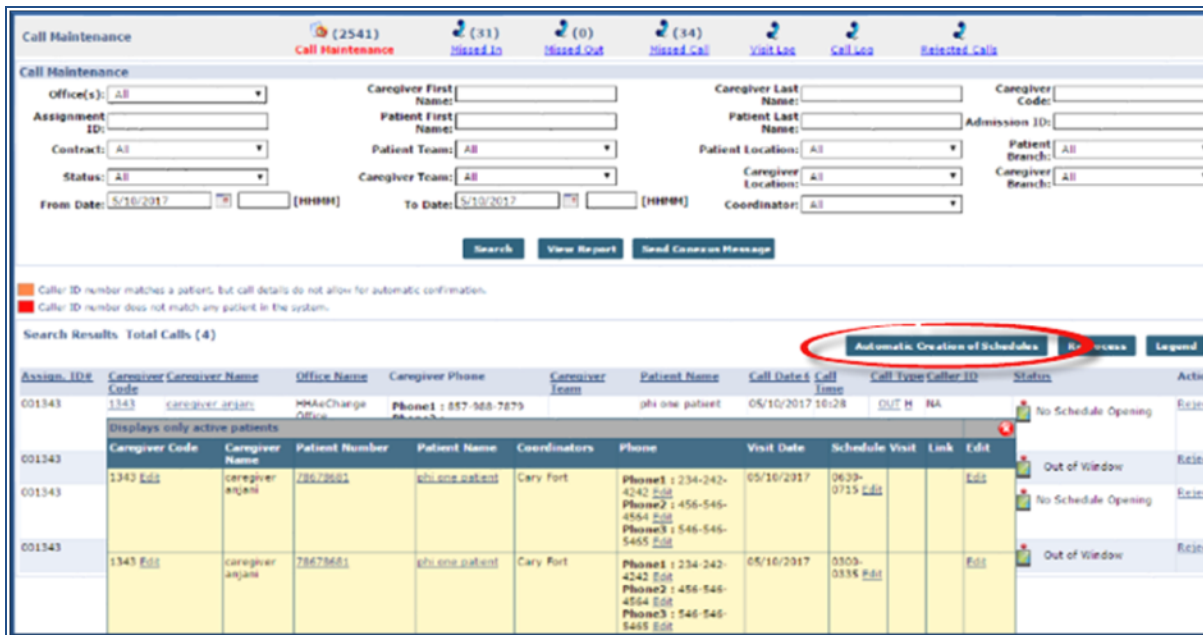 Call Maintenance
(2541) (31) (0) (34)
Call Maintenance Missed In Missed Out Missed Call Visit Log Call Log Rejected Calls
Call Maintenance
Office(s): All Caregiver First Name: Caregiver Last Name: Caregiver Code:
Assignment ID: Patient First Name: Patient Last Name: Admission ID:
Contract: All Patient Team: All Patient Location: All Patient Branch: All
Status: All Caregiver Team: All Caregiver Location: All Caregiver Branch: All
From Date: 5/10/2017 [HHMM] To Date: 5/10/2017 [HHMM] Coordinator: All
Search View Report Send Conexus Message
Caller ID number matches a patient, but call details do not allow for automatic confirmation.
Caller ID number does not match any patient in the system.
Search Results Total Calls (4)
Automatic Creation of Schedules Legend
Assign. ID# Caregiver Code Caregiver Name Office Name Caregiver Phone Caregiver Team Patient Name Call Date Call Time Call Type Caller ID Status
001343 1343 caregiver anjani HHAeXchange Office Phone1 : 857-988-7879 phi one patient 05/10/2017 10:28 OUT H NA No Schedule Opening
Displays only active patients
Caregiver Code Caregiver Name Patient Number Patient Name Coordinators Phone Visit Date Schedule Visit Link Edit
001343 Out of Window
1343 Edit caregiver anjani 78678681 phi one patient Cary Fort Phone1 : 234-242-
4242 Edit 05/10/2017 0630-
0715 Edit Edit
Phone2 : 456-546-
4564 Edit
Phone3 : 546-546-
5465 Edit
001343 No Schedule Opening
001343 Out of Window
1343 Edit caregiver anjani 78678681 phi one patient Cary Fort Phone1 : 234-242-
4242 Edit 05/10/2017 0300-
0335 Edit Edit
Phone2 : 456-546-
4564 Edit
Phone3 : 546-546-
5465 Edit